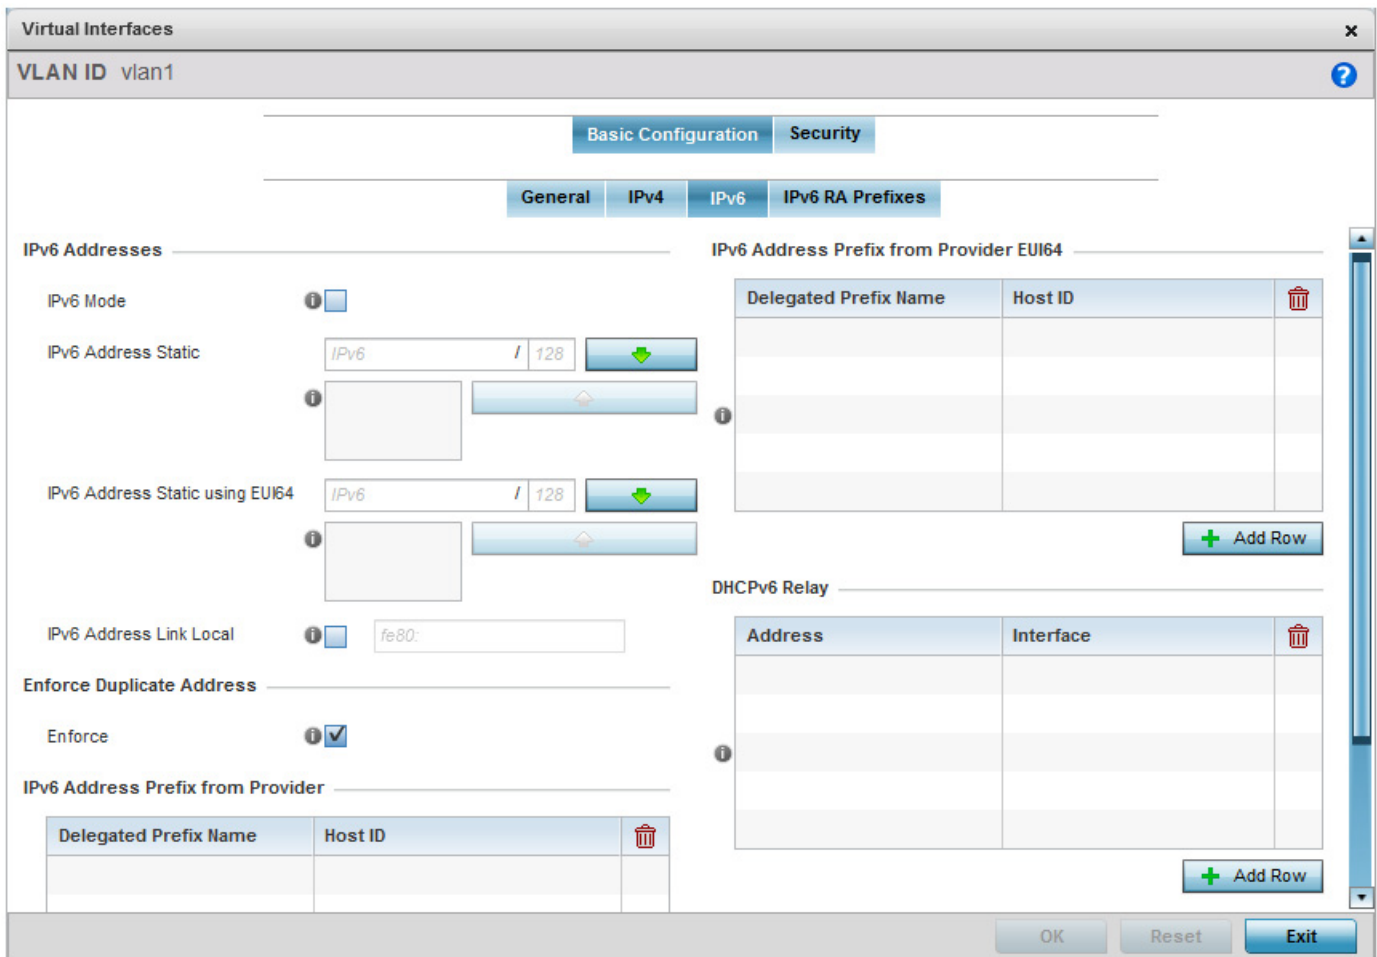 Virtual Interfaces
VLAN ID vlan1
Basic Configuration Security
General IPv4 IPv6 IPv6 RA Prefixes
IPv6 Addresses
IPv6 Mode
IPv6 Address Static
IPv6 / 128
IPv6 Address Static using EUI64
IPv6 / 128
IPv6 Address Link Local
fe80:
Enforce Duplicate Address
Enforce
IPv6 Address Prefix from Provider
Delegated Prefix Name Host ID
IPv6 Address Prefix from Provider EUI64
Delegated Prefix Name Host ID
Add Row
DHCPv6 Relay
Address Interface
Add Row
OK Reset Exit